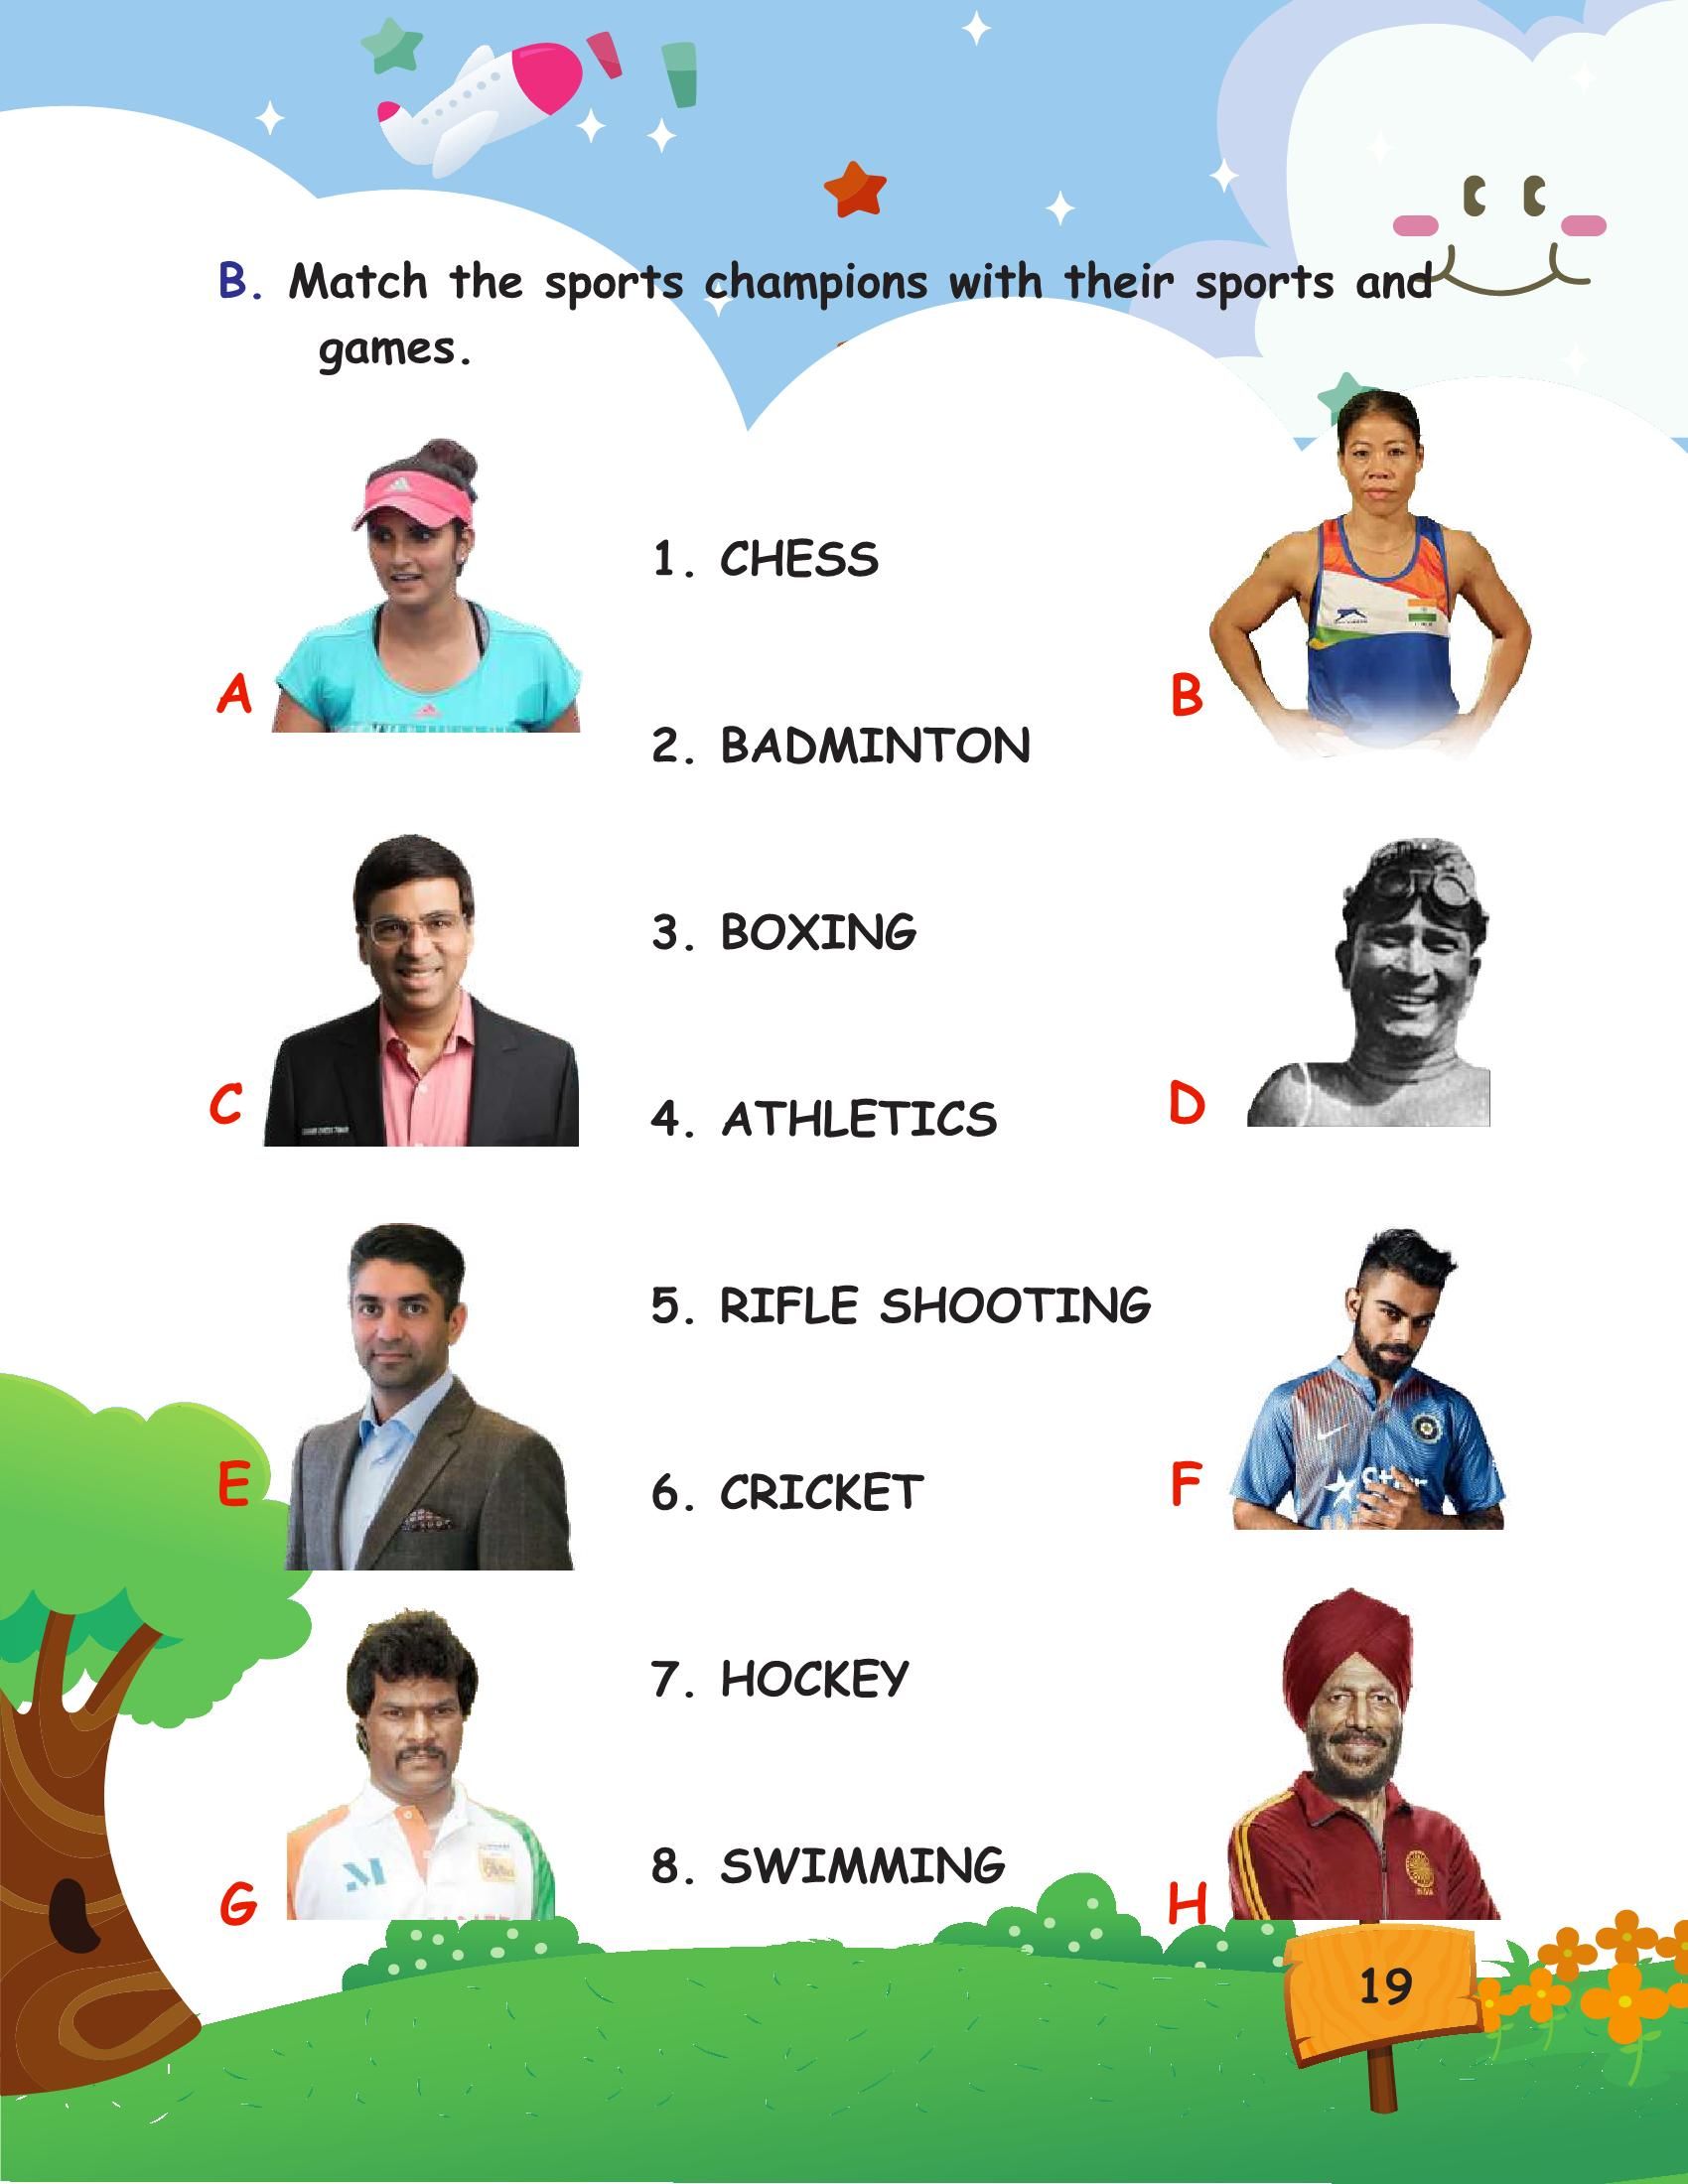 B. Match the sports champions with their sports and
games.
A
B
1. CHESS
2. BADMINTON
C
D
3. BOXING
4. ATHLETICS
E
F
5. RIFLE SHOOTING
6. CRICKET
G
H
7. HOCKEY
8. SWIMMING
19